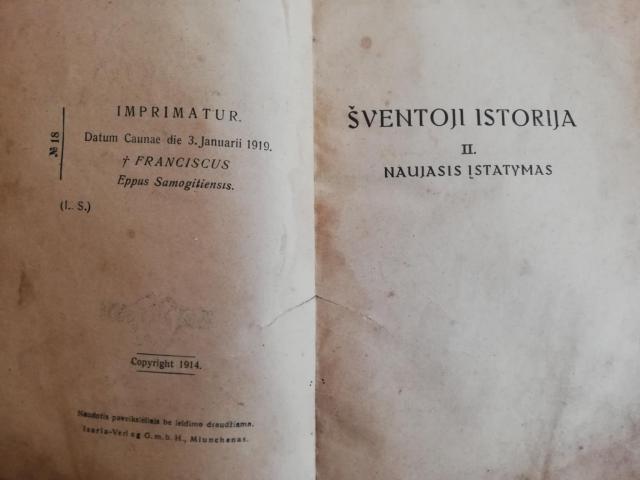 № 18
IMPRIMATUR.
Datum Caunae die 3. Januarii 1919.
† FRANCISCUS
Eppus Samogitiensis.
(L. S.)
Copyright 1914.
Naudotis paveikslėliais be leidimo draudžiama.
Isaria-Verlag G. m. b. H., Miunchenas.
ŠVENTOJI ISTORIJA
II.
NAUJASIS ĮSTATYMAS